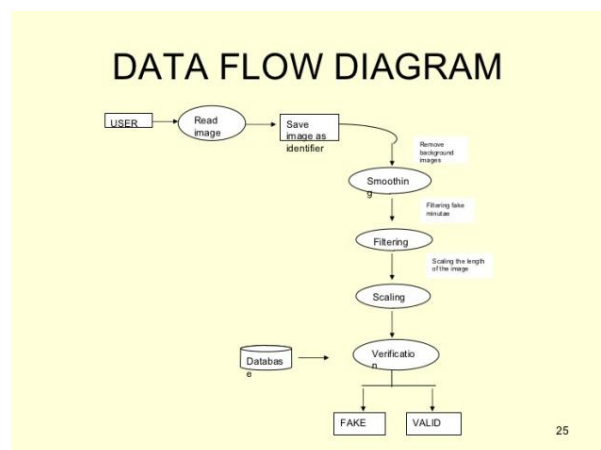 DATA FLOW DIAGRAM
USER
Read
image
Save
image as
identifier
Remove
background
images
Smoothin
g
Filtering fake
minutae
Filtering
Scaling the length
of the image
Scaling
Databas
e
Verificatio
n
FAKE
VALID
25